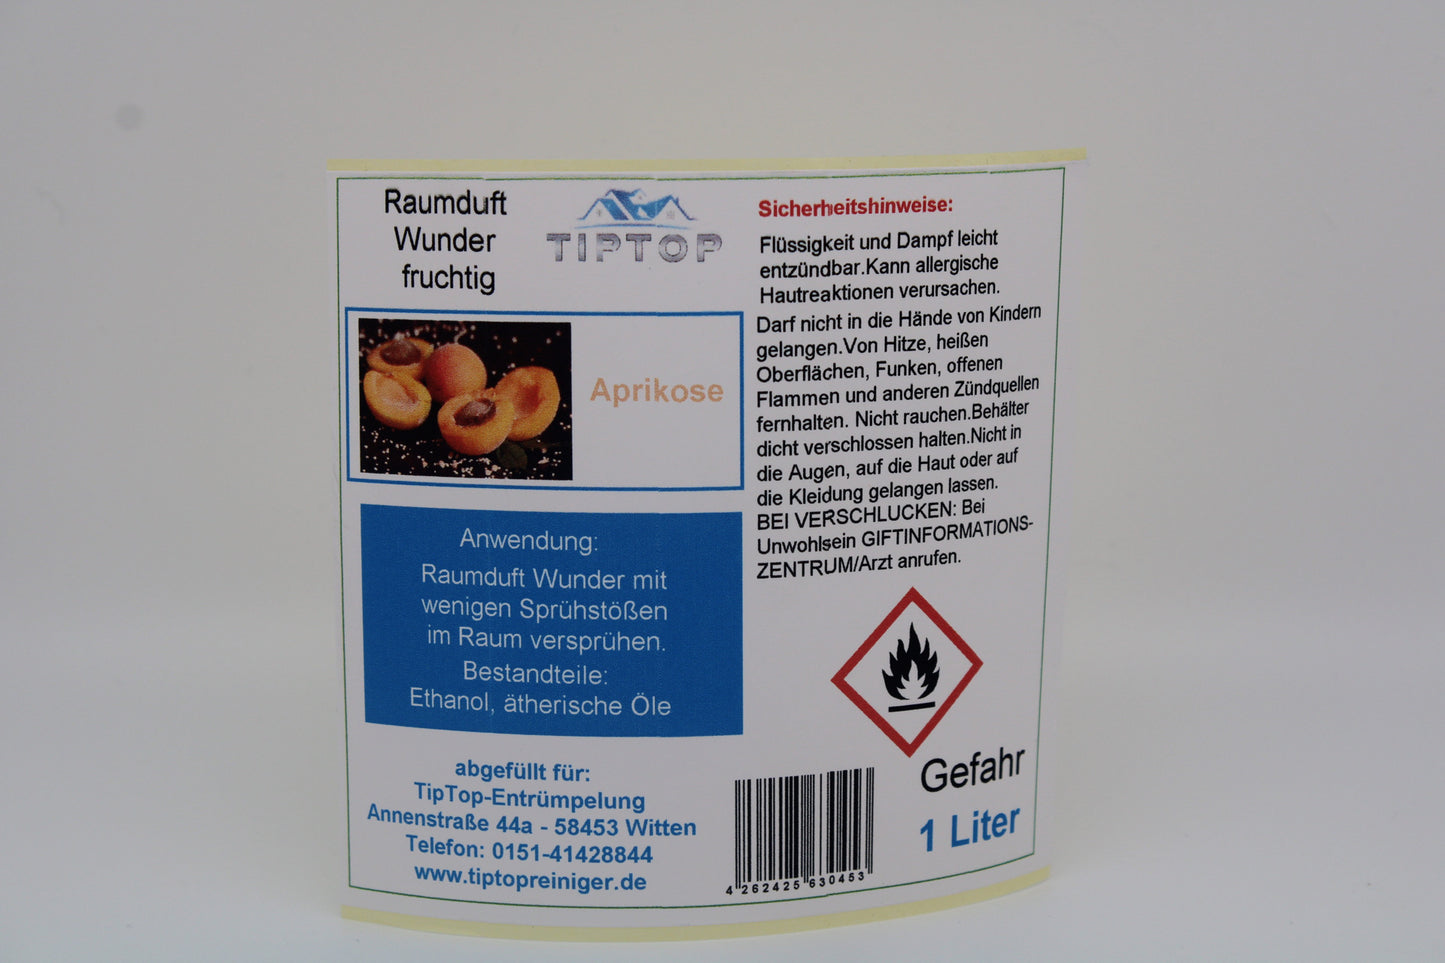 Raumduft
Wunder
fruchtig
TIPTOP
Aprikose
Anwendung:
Raumduft Wunder mit
wenigen Sprühstößen
im Raum versprühen.
Bestandteile:
Ethanol, ätherische Öle
abgefüllt für:
TipTop-Entrümpelung
Annenstraße 44a - 58453 Witten
Telefon: 0151-41428844
www.tiptopreiniger.de
Sicherheitshinweise:
Flüssigkeit und Dampf leicht
entzündbar.Kann allergische
Hautreaktionen verursachen.
Darf nicht in die Hände von Kindern
gelangen.Von Hitze, heißen
Oberflächen, Funken, offenen
Flammen und anderen Zündquellen
fernhalten. Nicht rauchen.Behälter
dicht verschlossen halten.Nicht in
die Augen, auf die Haut oder auf
die Kleidung gelangen lassen.
BEI VERSCHLUCKEN: Bei
Unwohlsein GIFTINFORMATIONS-
ZENTRUM/Arzt anrufen.
Gefahr
1 Liter
4 262425 630453